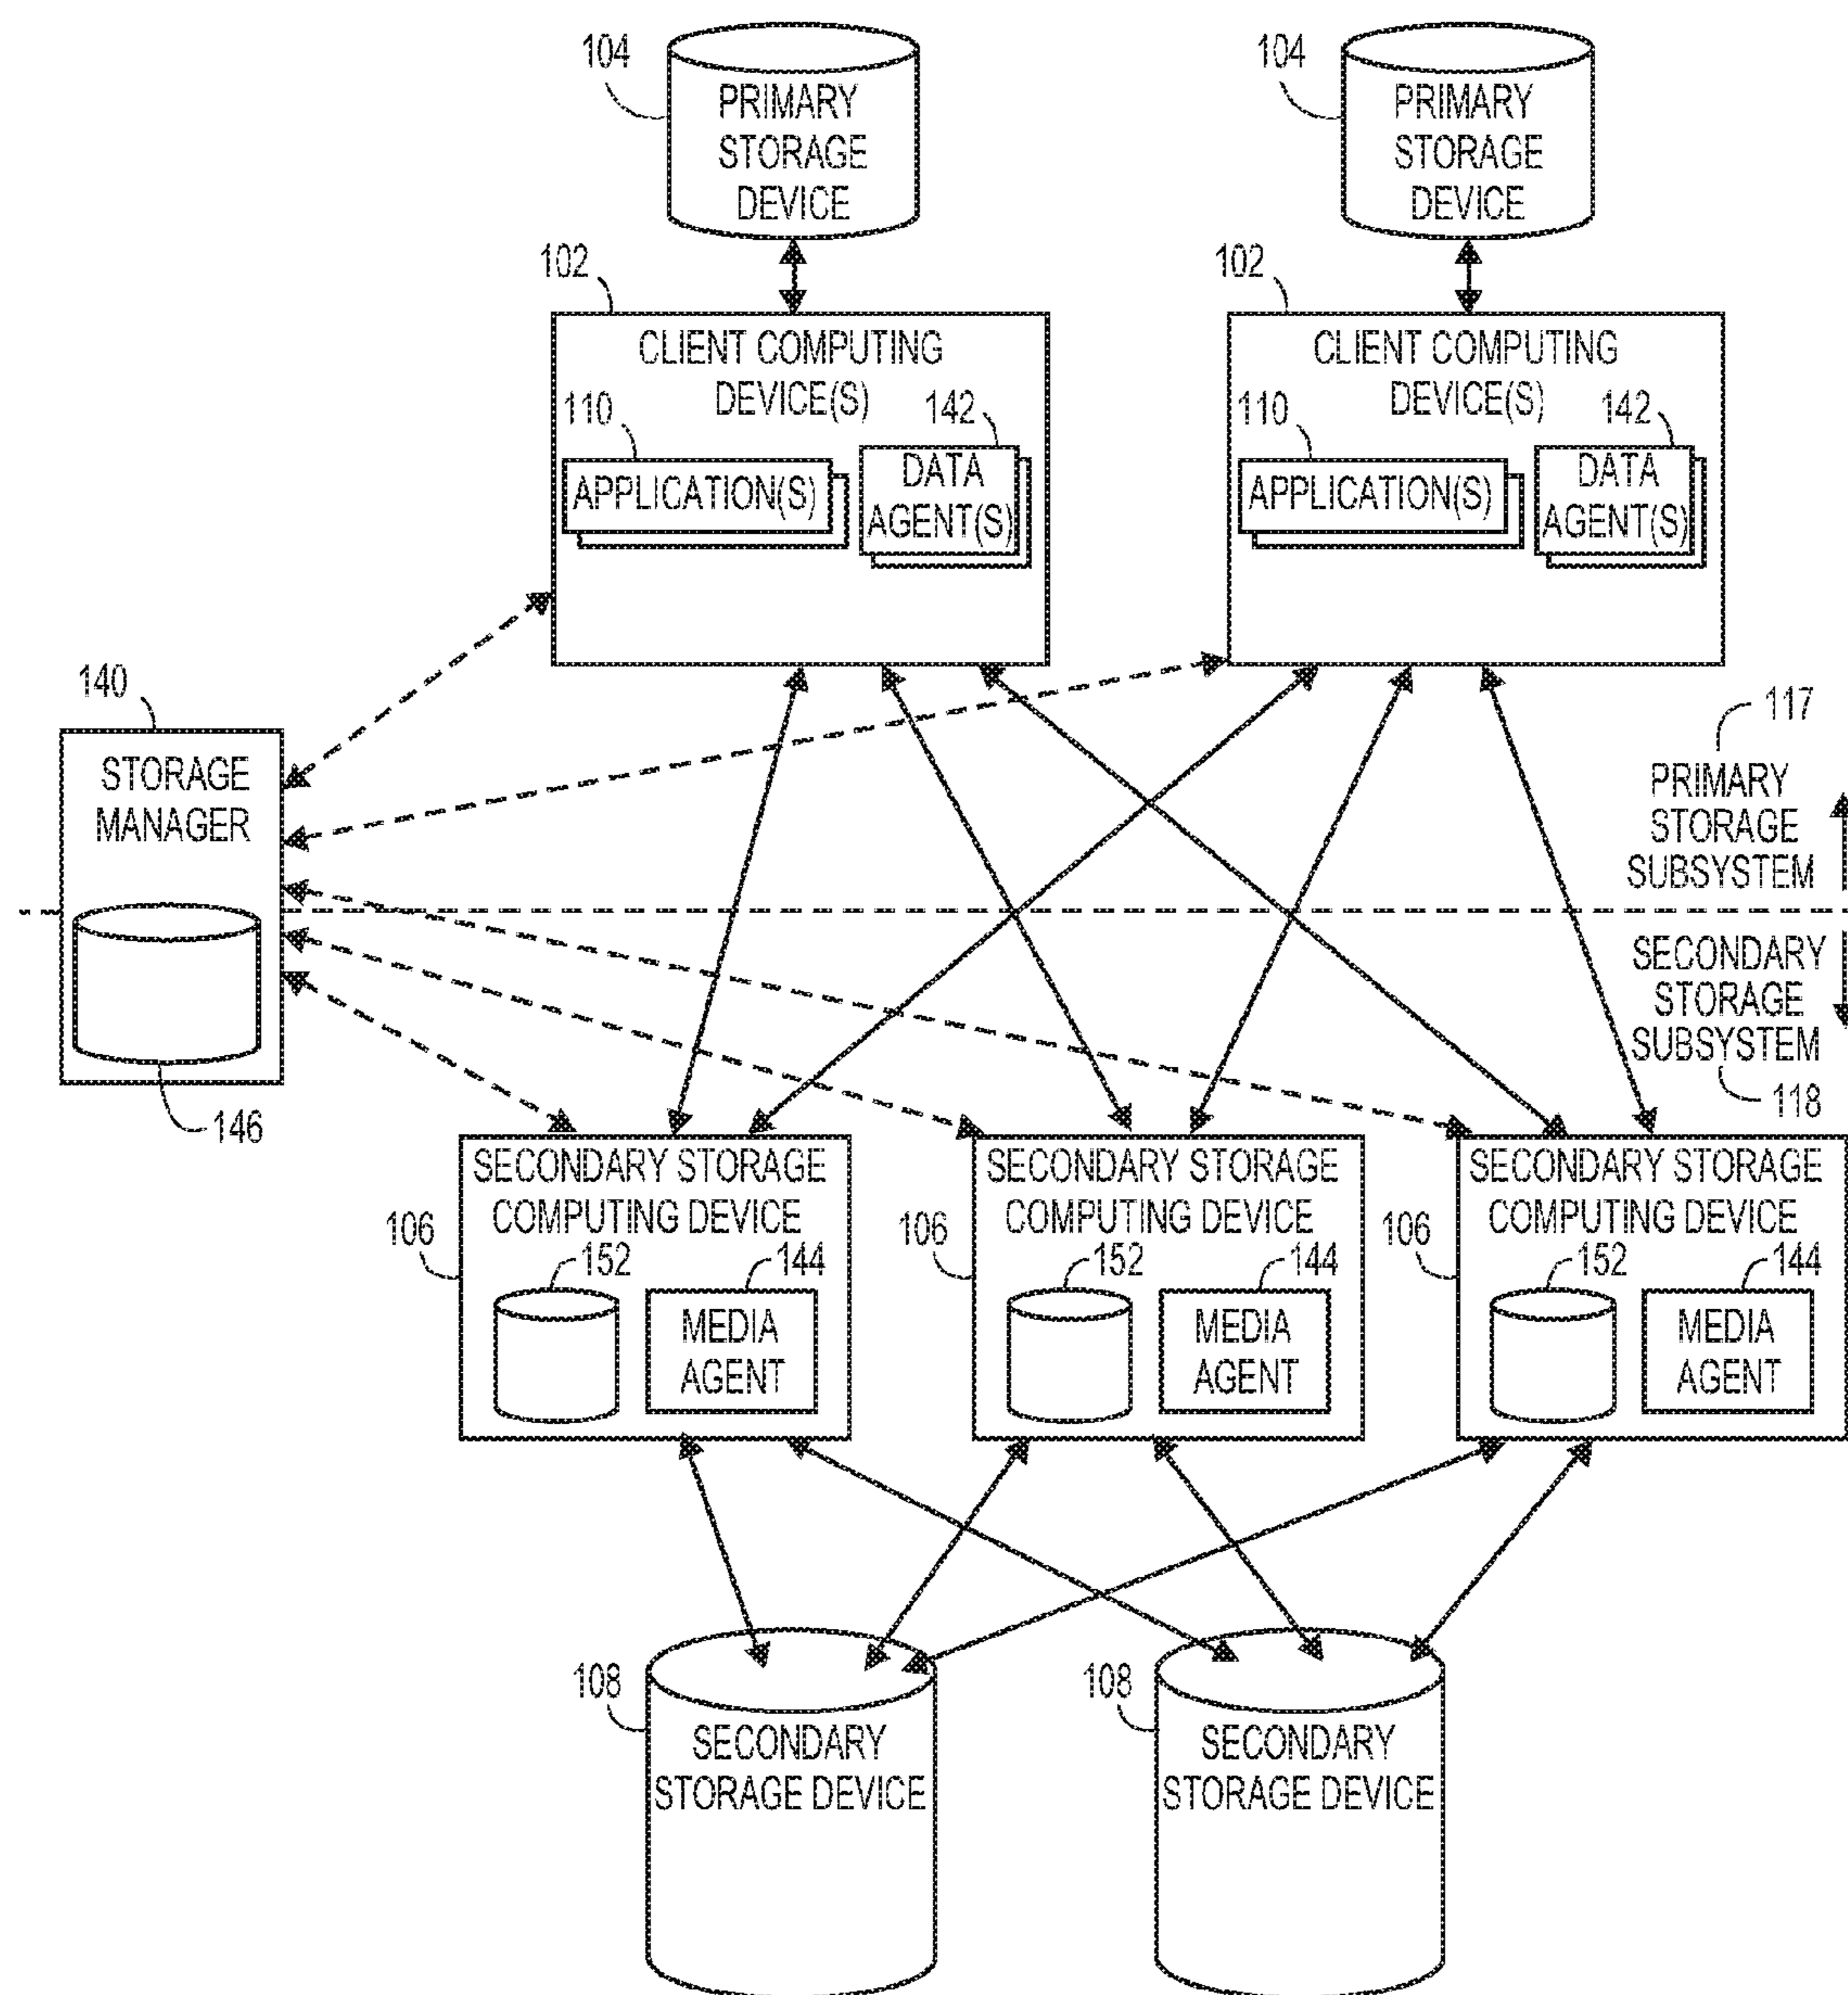 104
PRIMARY
STORAGE
DEVICE
104
PRIMARY
STORAGE
DEVICE
102
CLIENT COMPUTING
DEVICE(S)
110
142
APPLICATION(S)
DATA
AGENT(S)
102
CLIENT COMPUTING
DEVICE(S)
110
142
APPLICATION(S)
DATA
AGENT(S)
140
STORAGE
MANAGER
146
117
PRIMARY
STORAGE
SUBSYSTEM
SECONDARY
STORAGE
SUBSYSTEM
118
106
SECONDARY STORAGE
COMPUTING DEVICE
152
144
MEDIA
AGENT
106
SECONDARY STORAGE
COMPUTING DEVICE
152
144
MEDIA
AGENT
106
SECONDARY STORAGE
COMPUTING DEVICE
152
144
MEDIA
AGENT
108
SECONDARY
STORAGE DEVICE
108
SECONDARY
STORAGE DEVICE